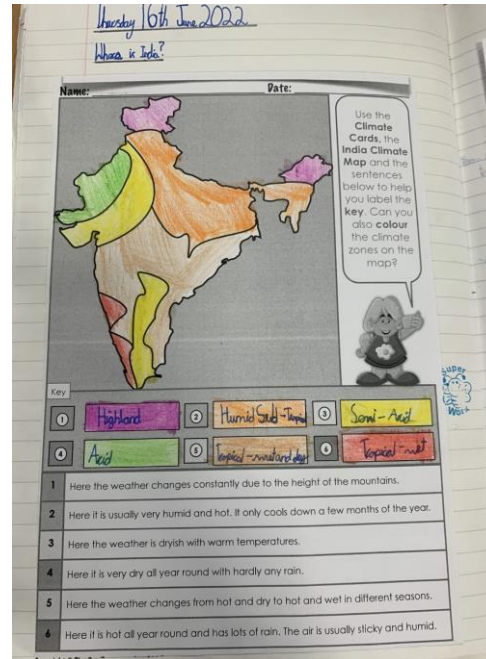 Thursday 16th June 2022
Where is India?
Name: Date:
Use the
Climate
Cards, the
India Climate
Map and the
sentences
below to help
you label the
key. Can you
also colour
the climate
zones on the
map?
Super
Work
Key
1 Highland 2 Humid Sub-Tropical 3 Semi-Arid
4 Arid 5 Tropical-wet and dry 6 Tropical-wet
1 Here the weather changes constantly due to the height of the mountains.
2 Here it is usually very humid and hot. It only cools down a few months of the year.
3 Here the weather is dryish with warm temperatures.
4 Here it is very dry all year round with hardly any rain.
5 Here the weather changes from hot and dry to hot and wet in different seasons.
6 Here it is hot all year round and has lots of rain. The air is usually sticky and humid.